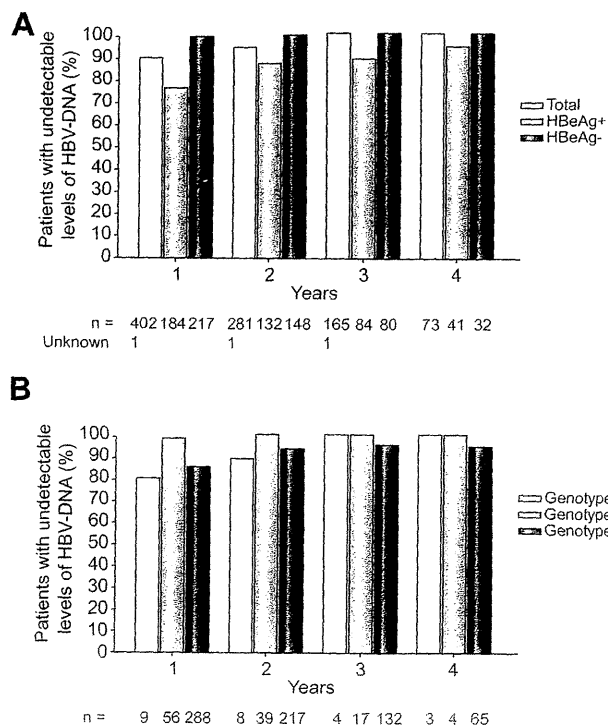 A
Patients with undetectable
levels of HBV-DNA (%)
100
90
80
70
60
50
40
30
20
10
0
1 2 3 4
Years
Total
HBeAg+
HBeAg-
n = 402 184 217 281 132 148 165 84 80 73 41 32
Unknown 1 1 1
B
Patients with undetectable
levels of HBV-DNA (%)
100
90
80
70
60
50
40
30
20
10
0
1 2 3 4
Years
Genotype
Genotype
Genotype
n = 9 56 288 8 39 217 4 17 132 3 4 65